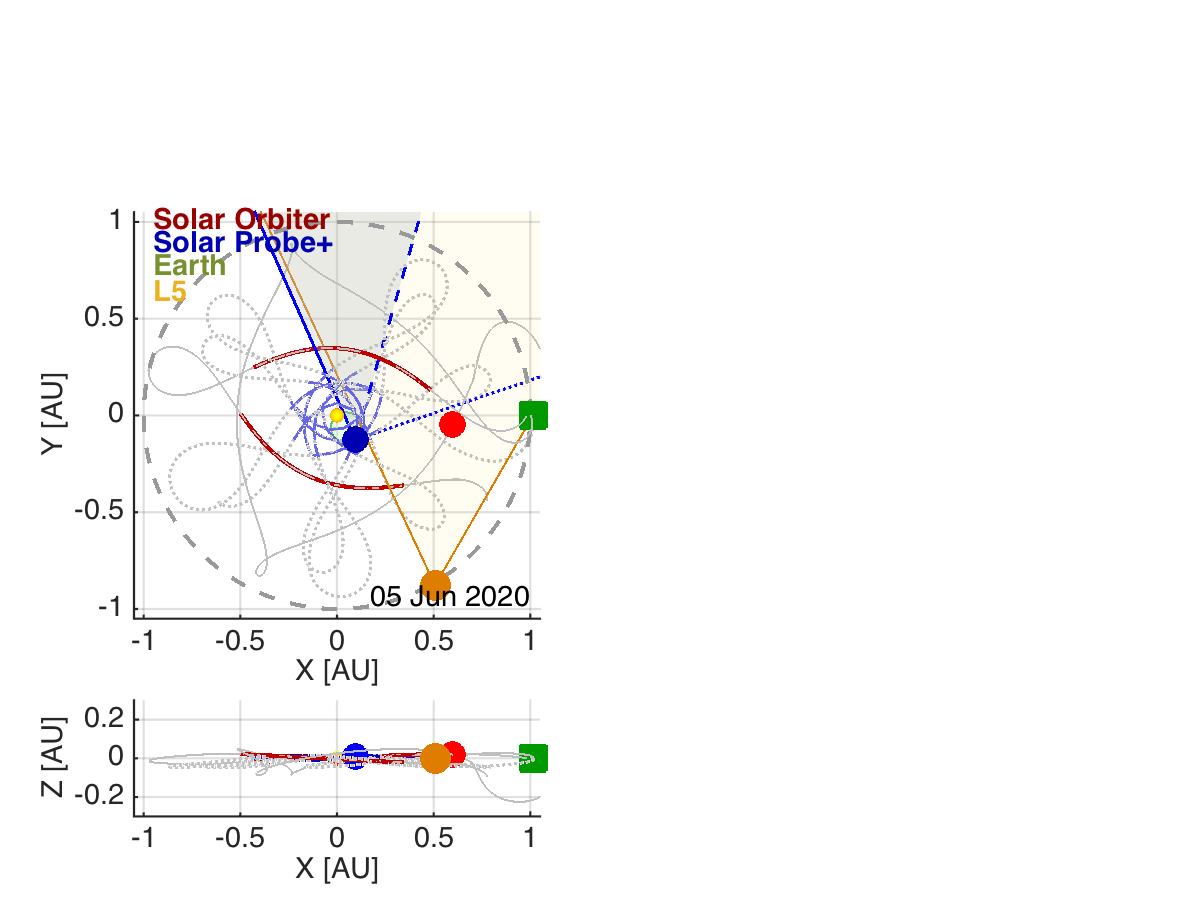 Solar Orbiter
Solar Probe+
Earth
L5
1
0.5
0
-0.5
-1
Y [AU]
05 Jun 2020
-1 -0.5 0 0.5 1
X [AU]
0.2
0
-0.2
Z [AU]
-1 -0.5 0 0.5 1
X [AU]